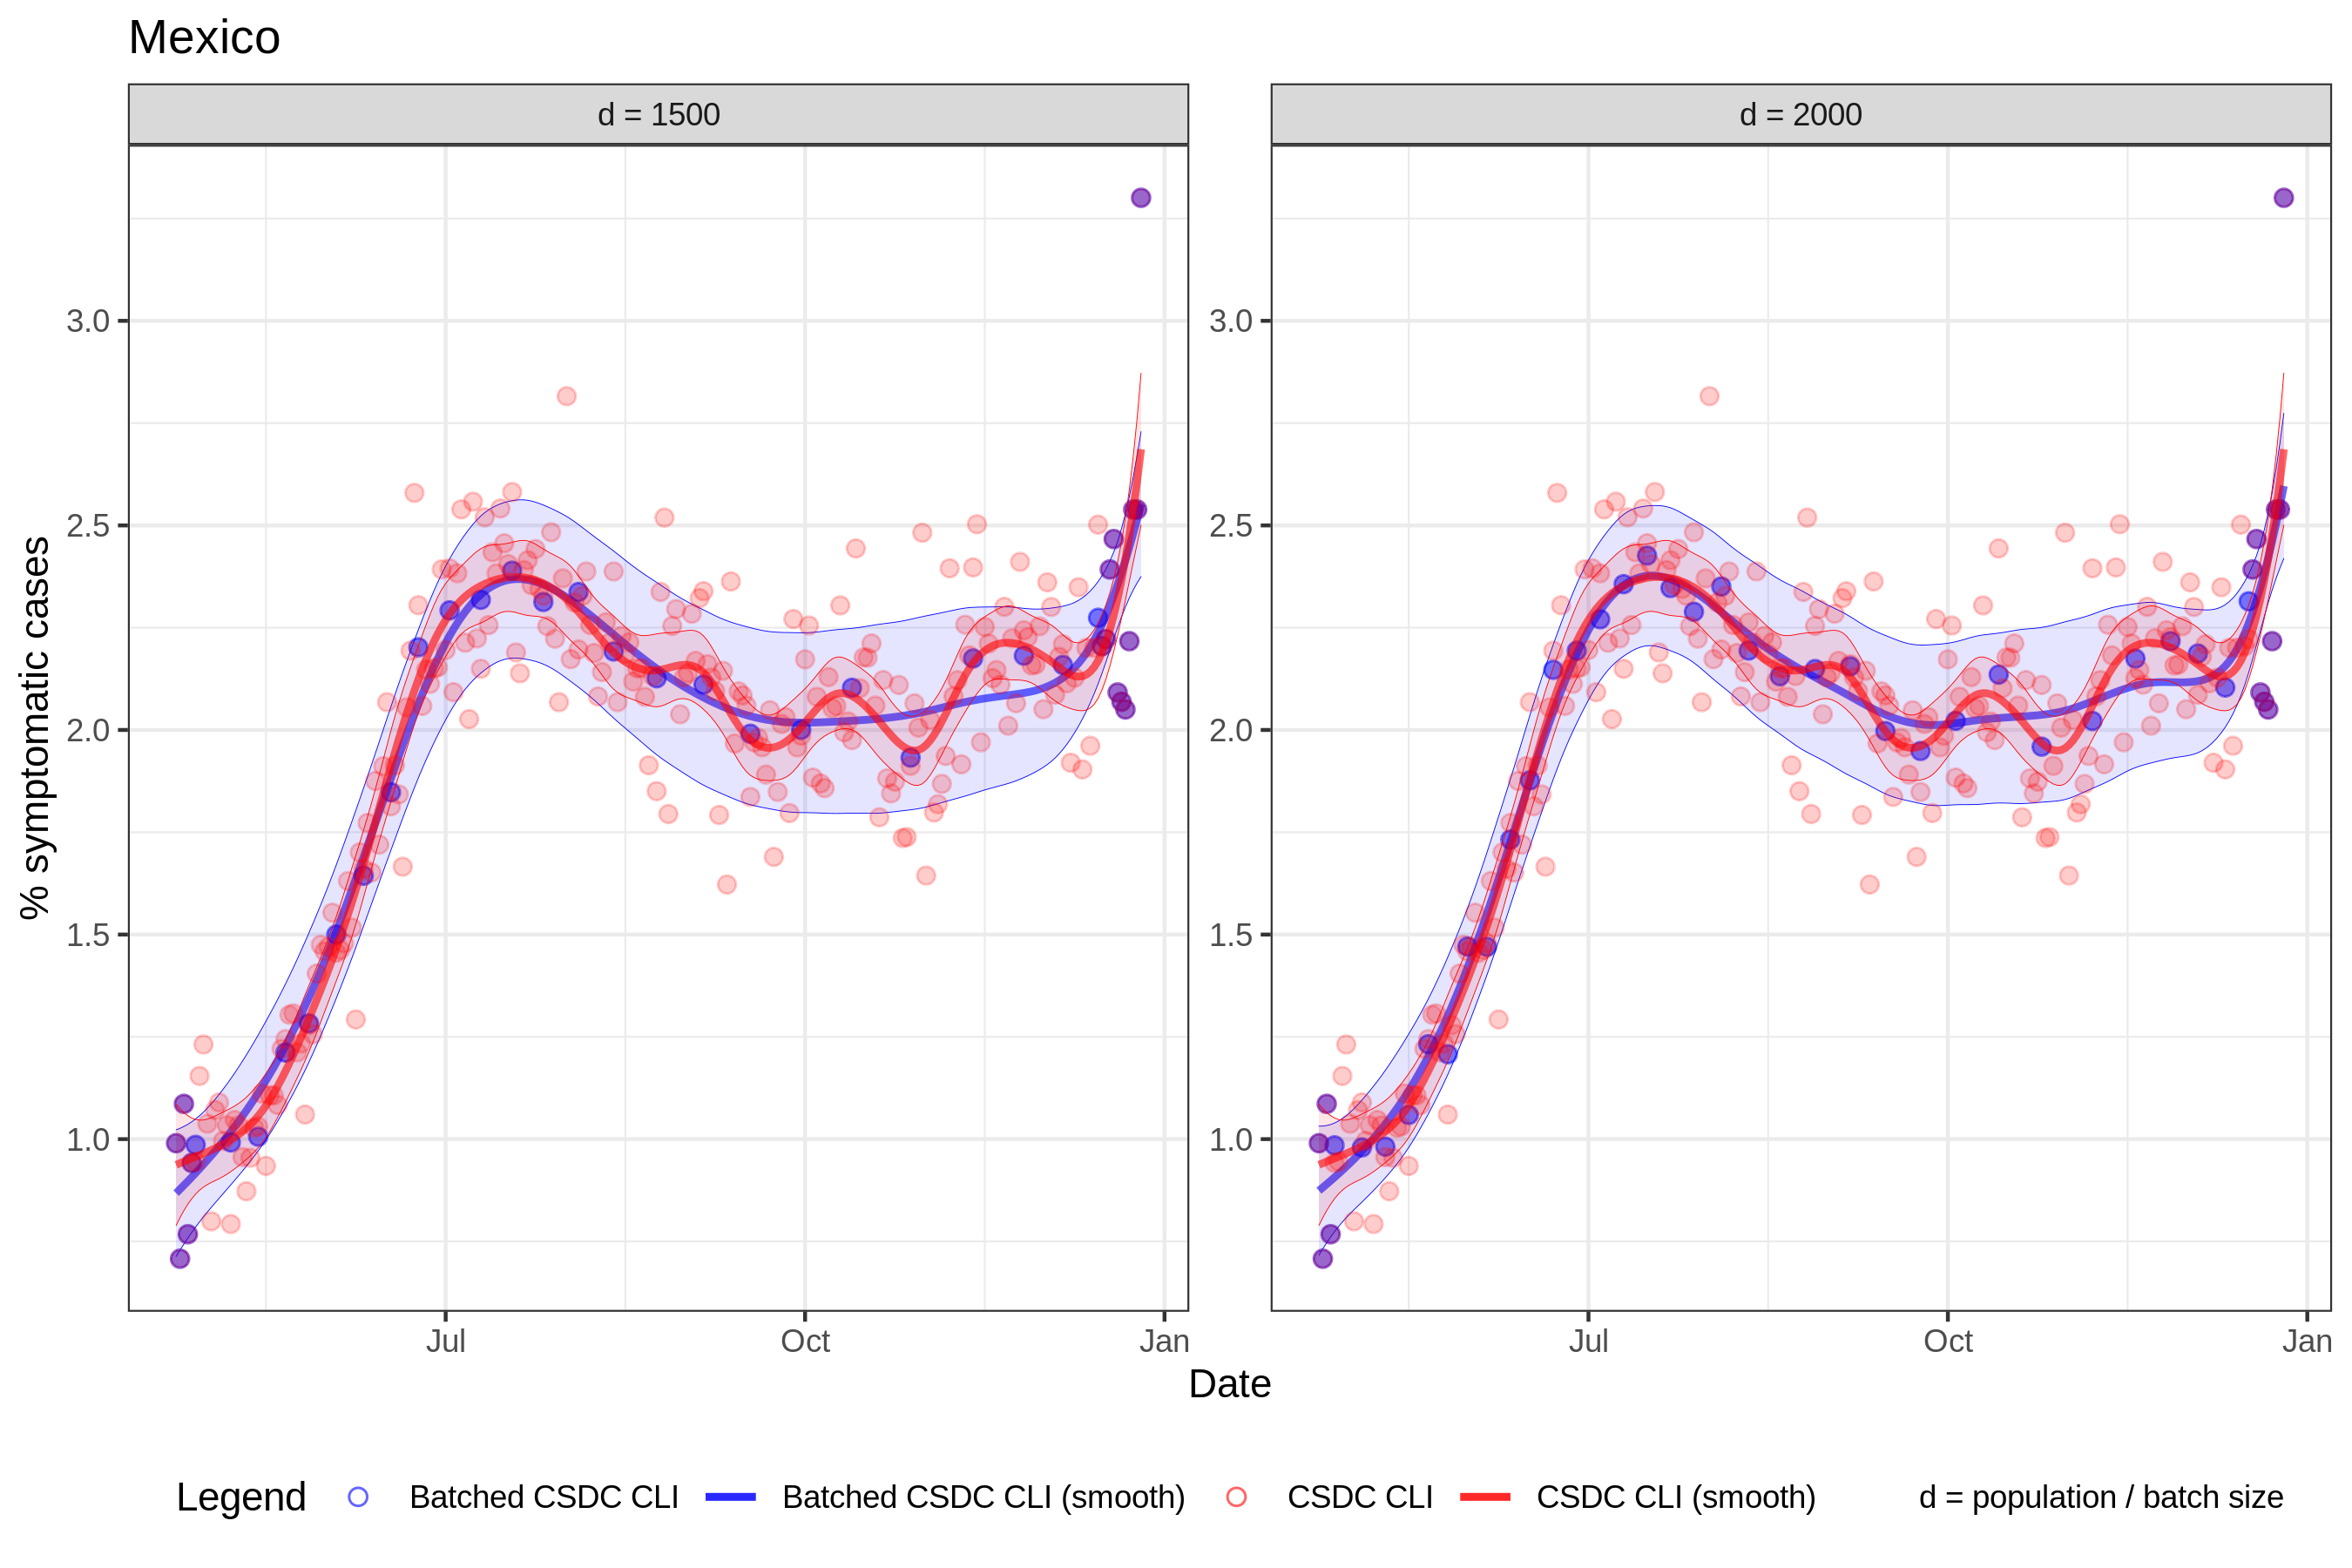 Mexico
d = 1500
d = 2000
% symptomatic cases
3.0
2.5
2.0
1.5
1.0
3.0
2.5
2.0
1.5
1.0
Jul
Oct
Jan
Jul
Oct
Jan
Date
Legend
Batched CSDC CLI
Batched CSDC CLI (smooth)
CSDC CLI
CSDC CLI (smooth)
d = population / batch size